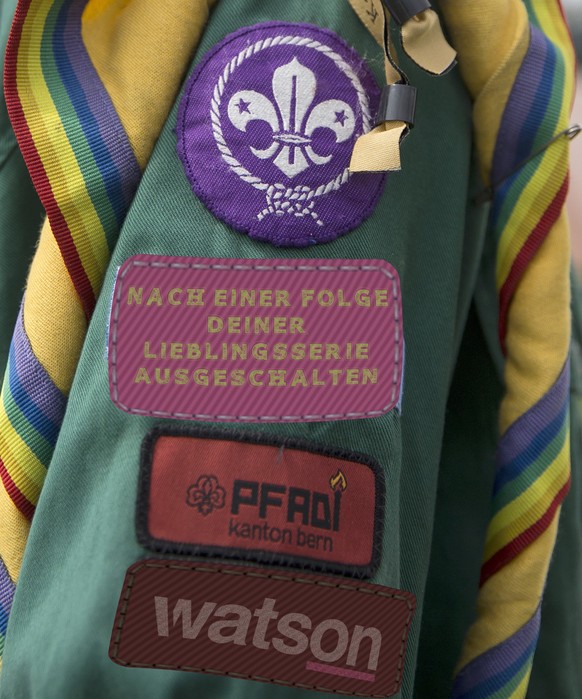 NACH EINER FOLGE
DEINER
LIEBLINGSSERIE
AUSGESCHALTEN
PFADI
kanton bern
watson